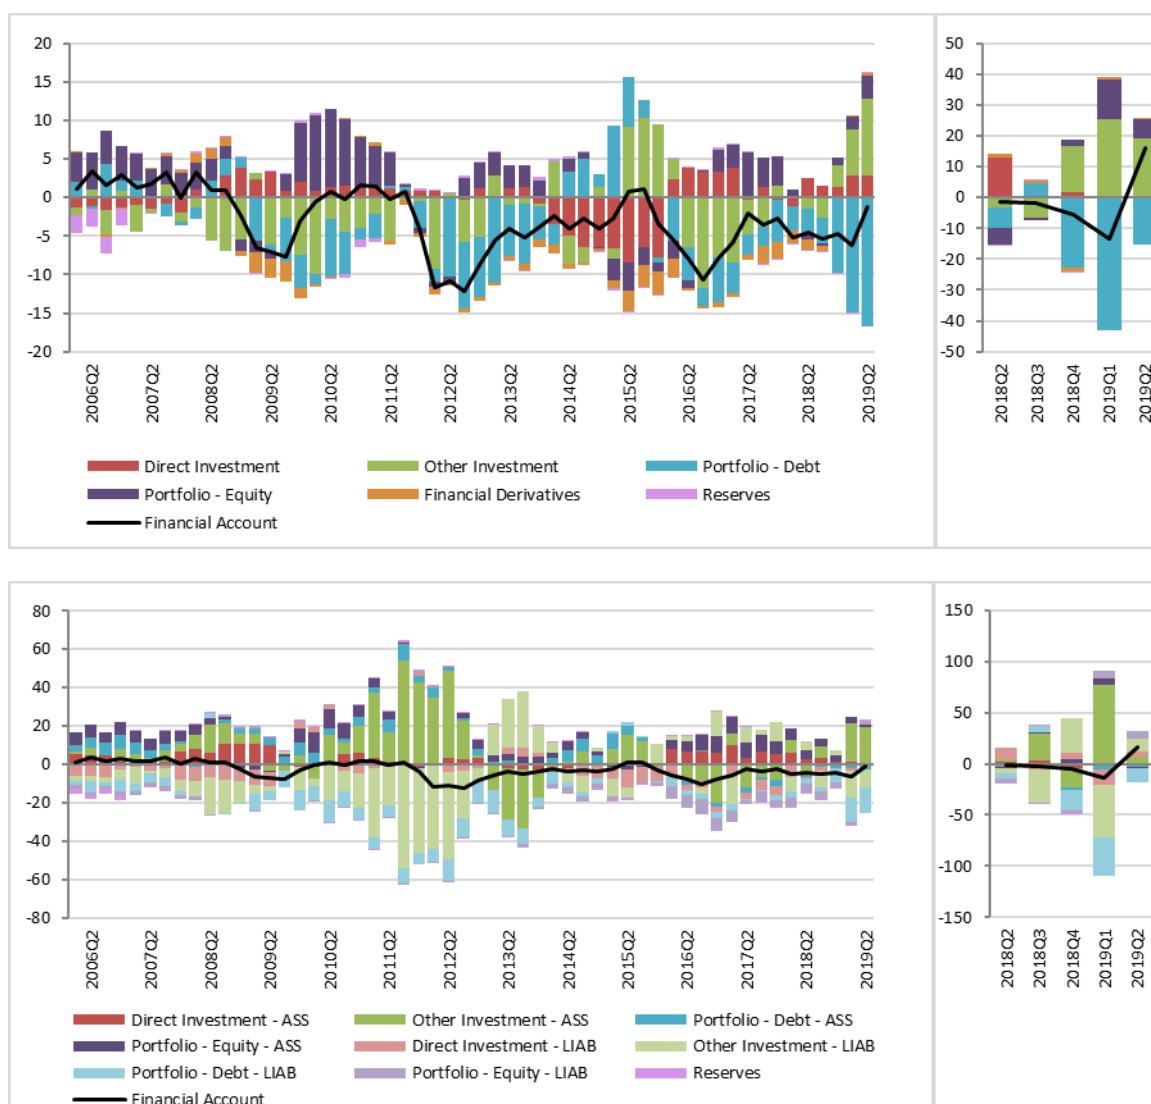 20
15
10
5
0
-5
-10
-15
-20
2006Q2
2007Q2
2008Q2
2009Q2
2010Q2
2011Q2
2012Q2
2013Q2
2014Q2
2015Q2
2016Q2
2017Q2
2018Q2
2019Q2
Direct Investment
Other Investment
Portfolio - Debt
Portfolio - Equity
Financial Derivatives
Reserves
Financial Account
50
40
30
20
10
0
-10
-20
-30
-40
-50
2018Q2
2018Q3
2018Q4
2019Q1
2019Q2
80
60
40
20
0
-20
-40
-60
-80
2006Q2
2007Q2
2008Q2
2009Q2
2010Q2
2011Q2
2012Q2
2013Q2
2014Q2
2015Q2
2016Q2
2017Q2
2018Q2
2019Q2
Direct Investment - ASS
Other Investment - ASS
Portfolio - Debt - ASS
Portfolio - Equity - ASS
Direct Investment - LIAB
Other Investment - LIAB
Portfolio - Debt - LIAB
Portfolio - Equity - LIAB
Reserves
Financial Account
150
100
50
0
-50
-100
-150
2018Q2
2018Q3
2018Q4
2019Q1
2019Q2